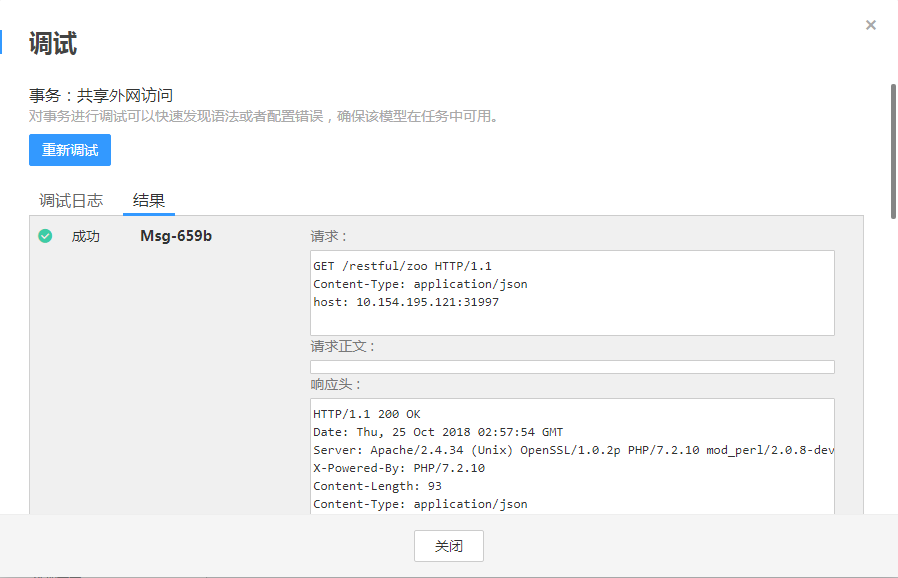 ×
调试
事务：共享外网访问
对事务进行调试可以快速发现语法或者配置错误，确保该模型在任务中可用。
重新调试
调试日志 结果
成功 Msg-659b 请求：
GET /restful/zoo HTTP/1.1
Content-Type: application/json
host: 10.154.195.121:31997
请求正文：
响应头：
HTTP/1.1 200 OK
Date: Thu, 25 Oct 2018 02:57:54 GMT
Server: Apache/2.4.34 (Unix) OpenSSL/1.0.2p PHP/7.2.10 mod_perl/2.0.8-dev
X-Powered-By: PHP/7.2.10
Content-Length: 93
Content-Type: application/json
关闭